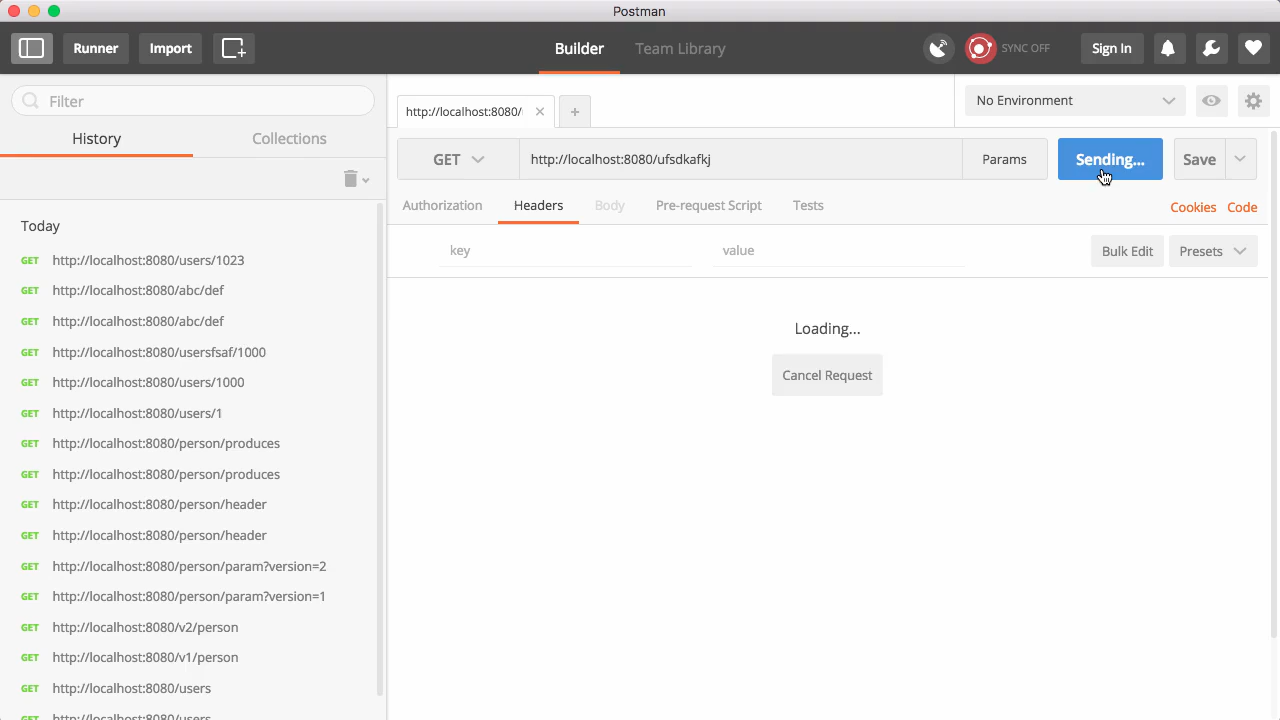 Postman
Runner
Import
Builder
Team Library
SYNC OFF
Sign In
Filter
History
Collections
Today
GET http://localhost:8080/users/1023
GET http://localhost:8080/abc/def
GET http://localhost:8080/abc/def
GET http://localhost:8080/usersfsaf/1000
GET http://localhost:8080/users/1000
GET http://localhost:8080/users/1
GET http://localhost:8080/person/produces
GET http://localhost:8080/person/produces
GET http://localhost:8080/person/header
GET http://localhost:8080/person/header
GET http://localhost:8080/person/param?version=2
GET http://localhost:8080/person/param?version=1
GET http://localhost:8080/v2/person
GET http://localhost:8080/v1/person
GET http://localhost:8080/users
GET http://localhost:8080/users
http://localhost:8080/
No Environment
GET
http://localhost:8080/ufsdkafkj
Params
Sending...
Save
Authorization
Headers
Body
Pre-request Script
Tests
Cookies
Code
key
value
Bulk Edit
Presets
Loading...
Cancel Request